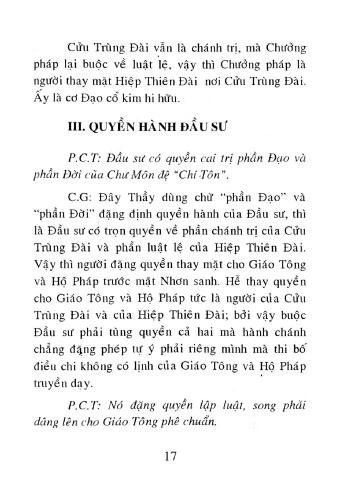 Cửu Trùng Đài vẫn là chánh trị, mà Chưởng
pháp lại buộc về luật lệ, vậy thì Chưởng pháp là
người thay mặt Hiệp Thiên Đài nơi Cửu Trùng Đài.
Ấy là cơ Đạo cổ kim hi hữu.
III. QUYỀN HÀNH ĐẦU SƯ
P.C.T: Đầu sư có quyền cai trị phần Đạo và
phần Đời của Chư Môn đệ “Chí-Tôn”.
C.G: Đây Thầy dùng chữ “phần Đạo” và
“phần Đời” đặng định quyền hành của Đầu sư, thì
là Đầu sư có trọn quyền về phần chánh trị của Cửu
Trùng Đài và phần luật lệ của Hiệp Thiên Đài.
Vậy thì người đặng quyền thay mặt cho Giáo Tông
và Hộ Pháp trước mặt Nhơn sanh. Hễ thay quyền
cho Giáo Tông và Hộ Pháp tức là người của Cửu
Trùng Đài và của Hiệp Thiên Đài; bởi vậy buộc
Đầu sư phải tùng quyền cả hai mà hành chánh
chẳng đặng phép tự ý phải riêng mình mà thi bố
điều chi không có lịnh của Giáo Tông và Hộ Pháp
truyền dạy.
P.C.T: Nó đặng quyền lập luật, song phải
dâng lên cho Giáo Tông phê chuẩn.
17